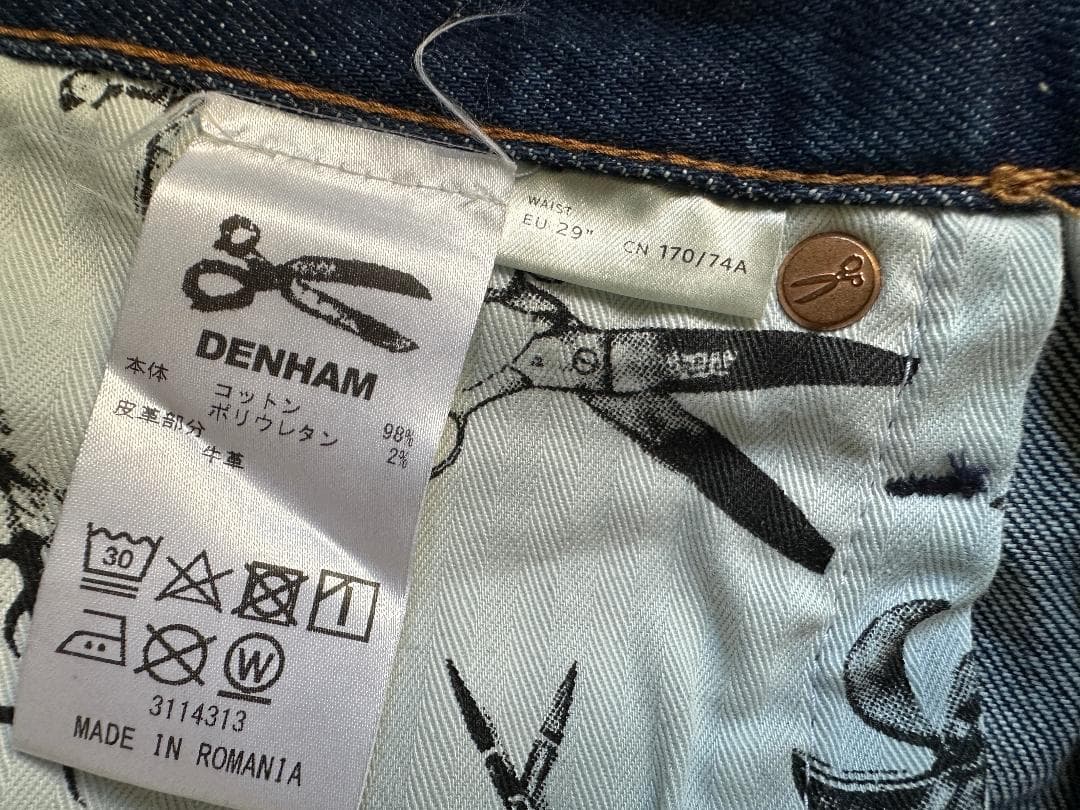 DENHAM
本体
コットン 98%
ポリウレタン 2%
皮革部分
牛革
30
W
3114313
MADE IN ROMANIA
WAIST
EU 29" CN 170/74A